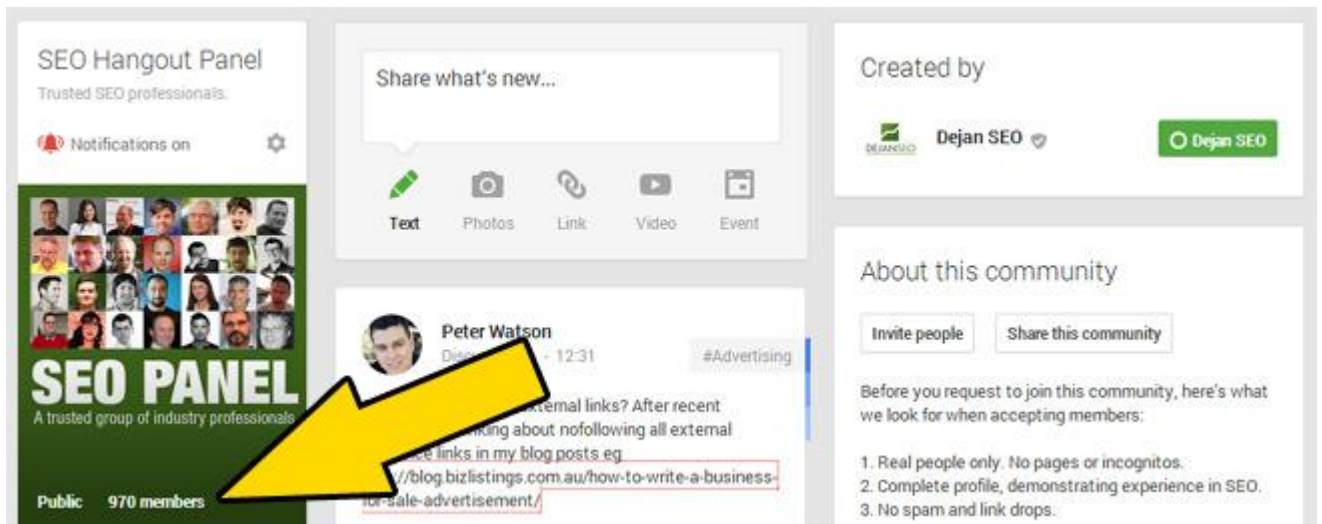 SEO Hangout Panel
Trusted SEO professionals.
Notifications on
SEO PANEL
A trusted group of industry professionals
Public 970 members
Share what's new...
Text Photos Link Video Event
Peter Watson
- 12:31
#Advertising
external links? After recent
about nofollowing all external
links in my blog posts eg
//blog.bizlistings.com.au/how-to-write-a-business-
for-sale-advertisement/
Created by
DEJANSEO
Dejan SEO
Dejan SEO
About this community
Invite people Share this community
Before you request to join this community, here's what
we look for when accepting members:
1. Real people only. No pages or incognitos.
2. Complete profile, demonstrating experience in SEO.
3. No spam and link drops.